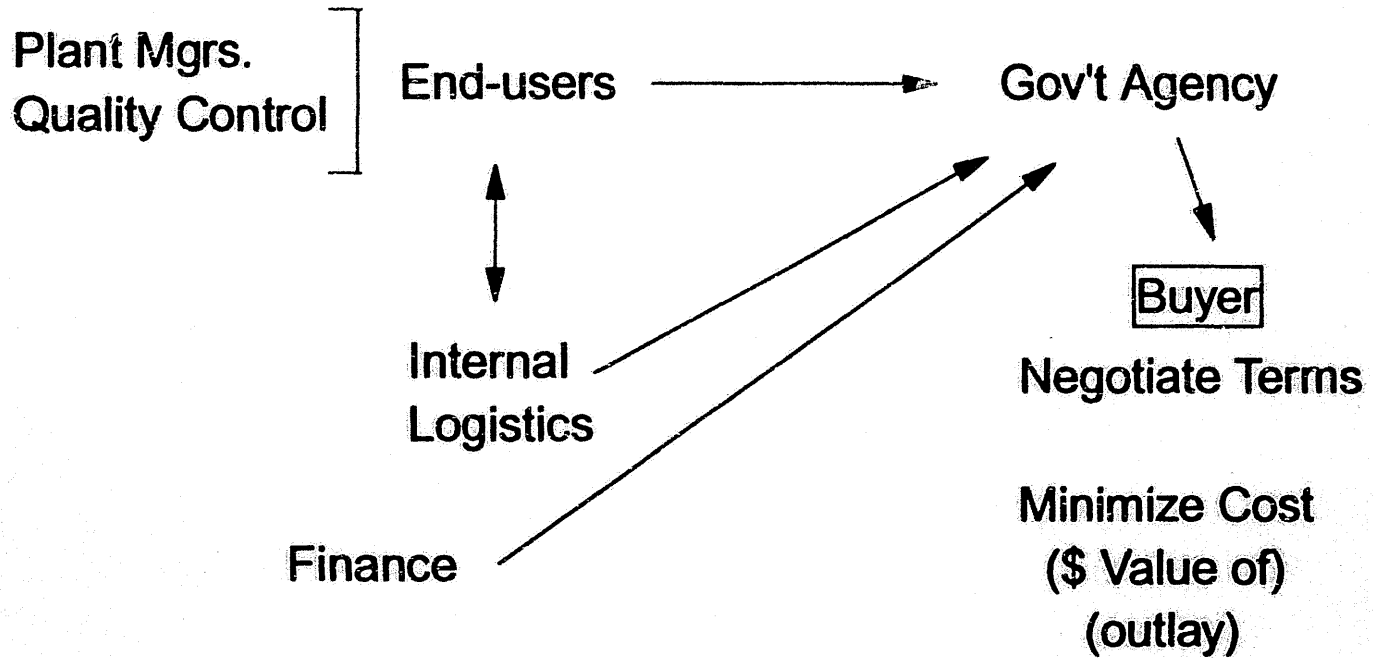 Plant Mgrs.
Quality Control
End-users
Gov't Agency
Buyer
Internal
Logistics
Negotiate Terms
Finance
Minimize Cost
($ Value of)
(outlay)